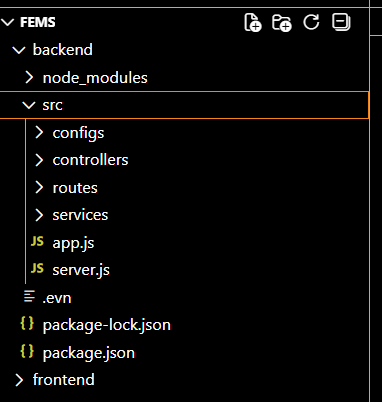 FEMS
backend
node_modules
src
configs
controllers
routes
services
JS app.js
JS server.js
.evn
{} package-lock.json
{} package.json
frontend